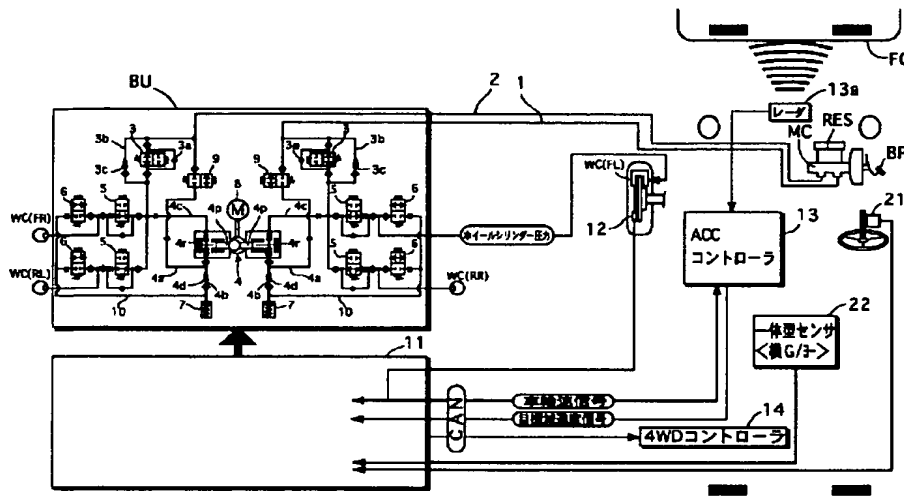 11
FC
BU
2
1
13a
レーダ
MC
RES
BP
3b
3
3a
3c
9
8
3a
3
3b
9
3c
WC(FL)
12
21
6
5
4c
4p
M
4p
4c
5
6
WC(FR)
ホイールシリンダー圧力
13
ACC
コントローラ
6
5
4r
4
4r
5
6
WC(RL)
4a
4d
4b
4b
4d
4a
WC(RR)
10
7
7
10
22
一体型センサ
<横G/ヨー>
11
CAN
車輪速信号
目標減速度信号
14
4WDコントローラ